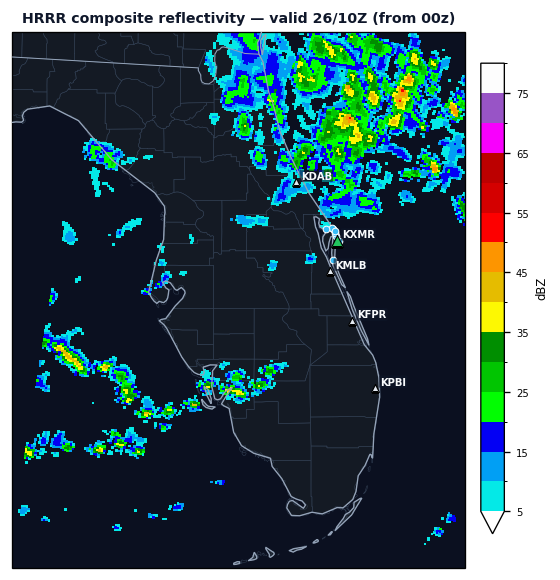 HRRR composite reflectivity — valid 26/10Z (from 00z)
75
65
55
45
35
25
15
5
dBZ
KDAB
KXMR
KMLB
KFPR
KPBI